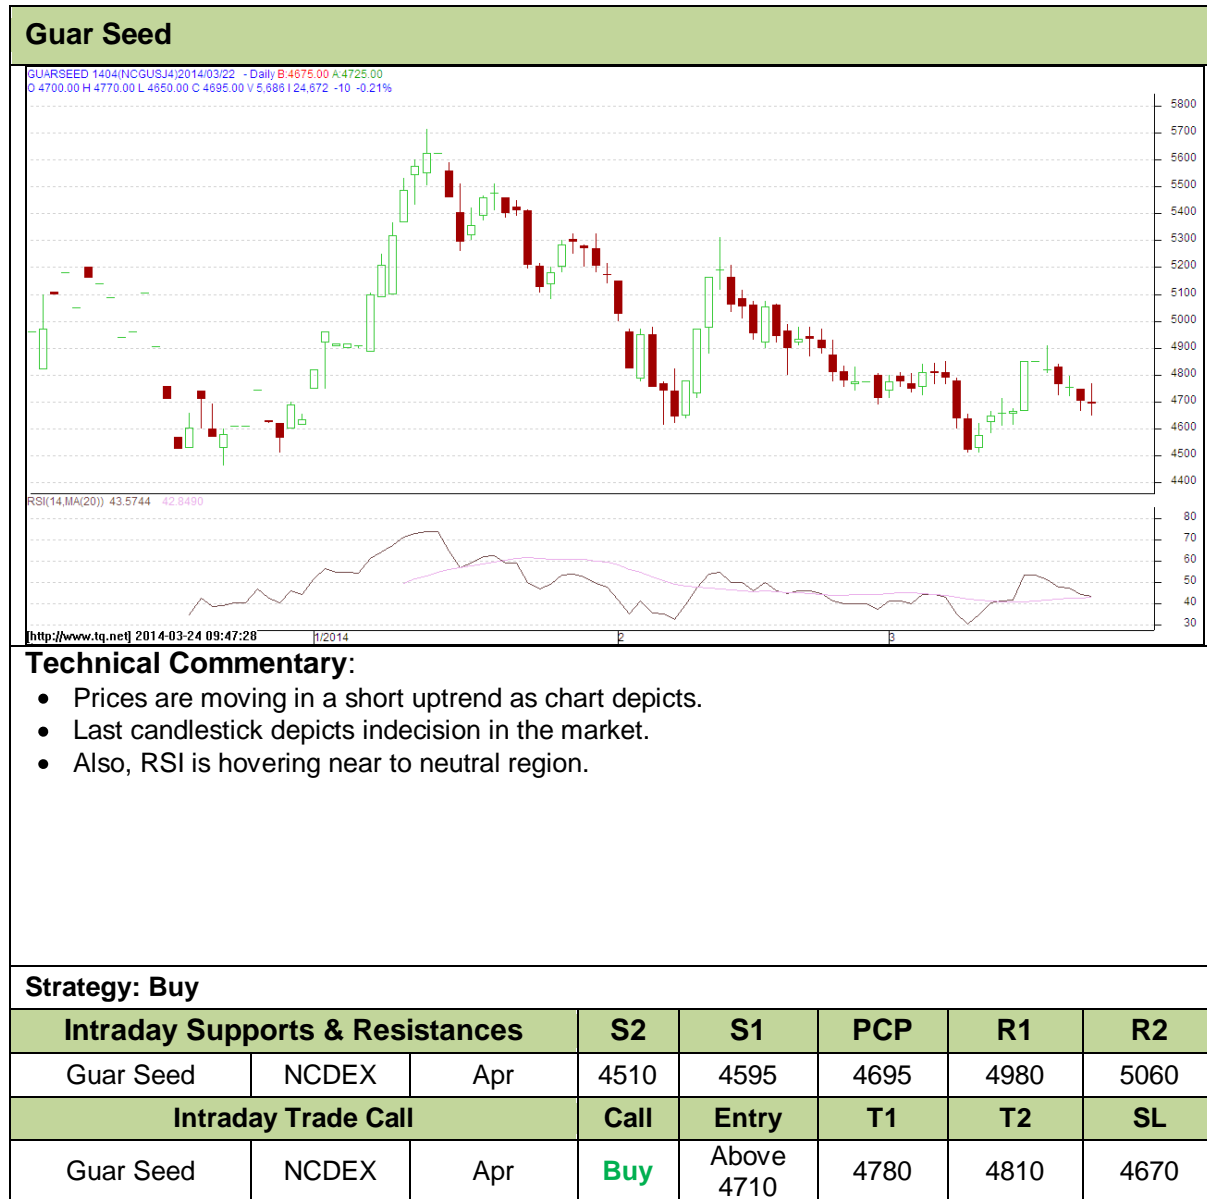 Guar Seed
GUARSEED 1404(NCGUSJ4)2014/03/22 - Daily B:4675.00 A:4725.00
O 4700.00 H 4770.00 L 4650.00 C 4695.00 V 5,686 I 24,672 -10 -0.21%
5800
5700
5600
5500
5400
5300
5200
5100
5000
4900
4800
4700
4600
4500
4400
RSI(14,MA(20)) 43.5744 42.8490
80
70
60
50
40
30
[http://www.tq.net] 2014-03-24 09:47:28 1/2014 2 3
Technical Commentary:
• Prices are moving in a short uptrend as chart depicts.
• Last candlestick depicts indecision in the market.
• Also, RSI is hovering near to neutral region.
Strategy: Buy
Intraday Supports & Resistances S2 S1 PCP R1 R2
Guar Seed NCDEX Apr 4510 4595 4695 4980 5060
Intraday Trade Call Call Entry T1 T2 SL
Guar Seed NCDEX Apr Buy Above 4710 4780 4810 4670